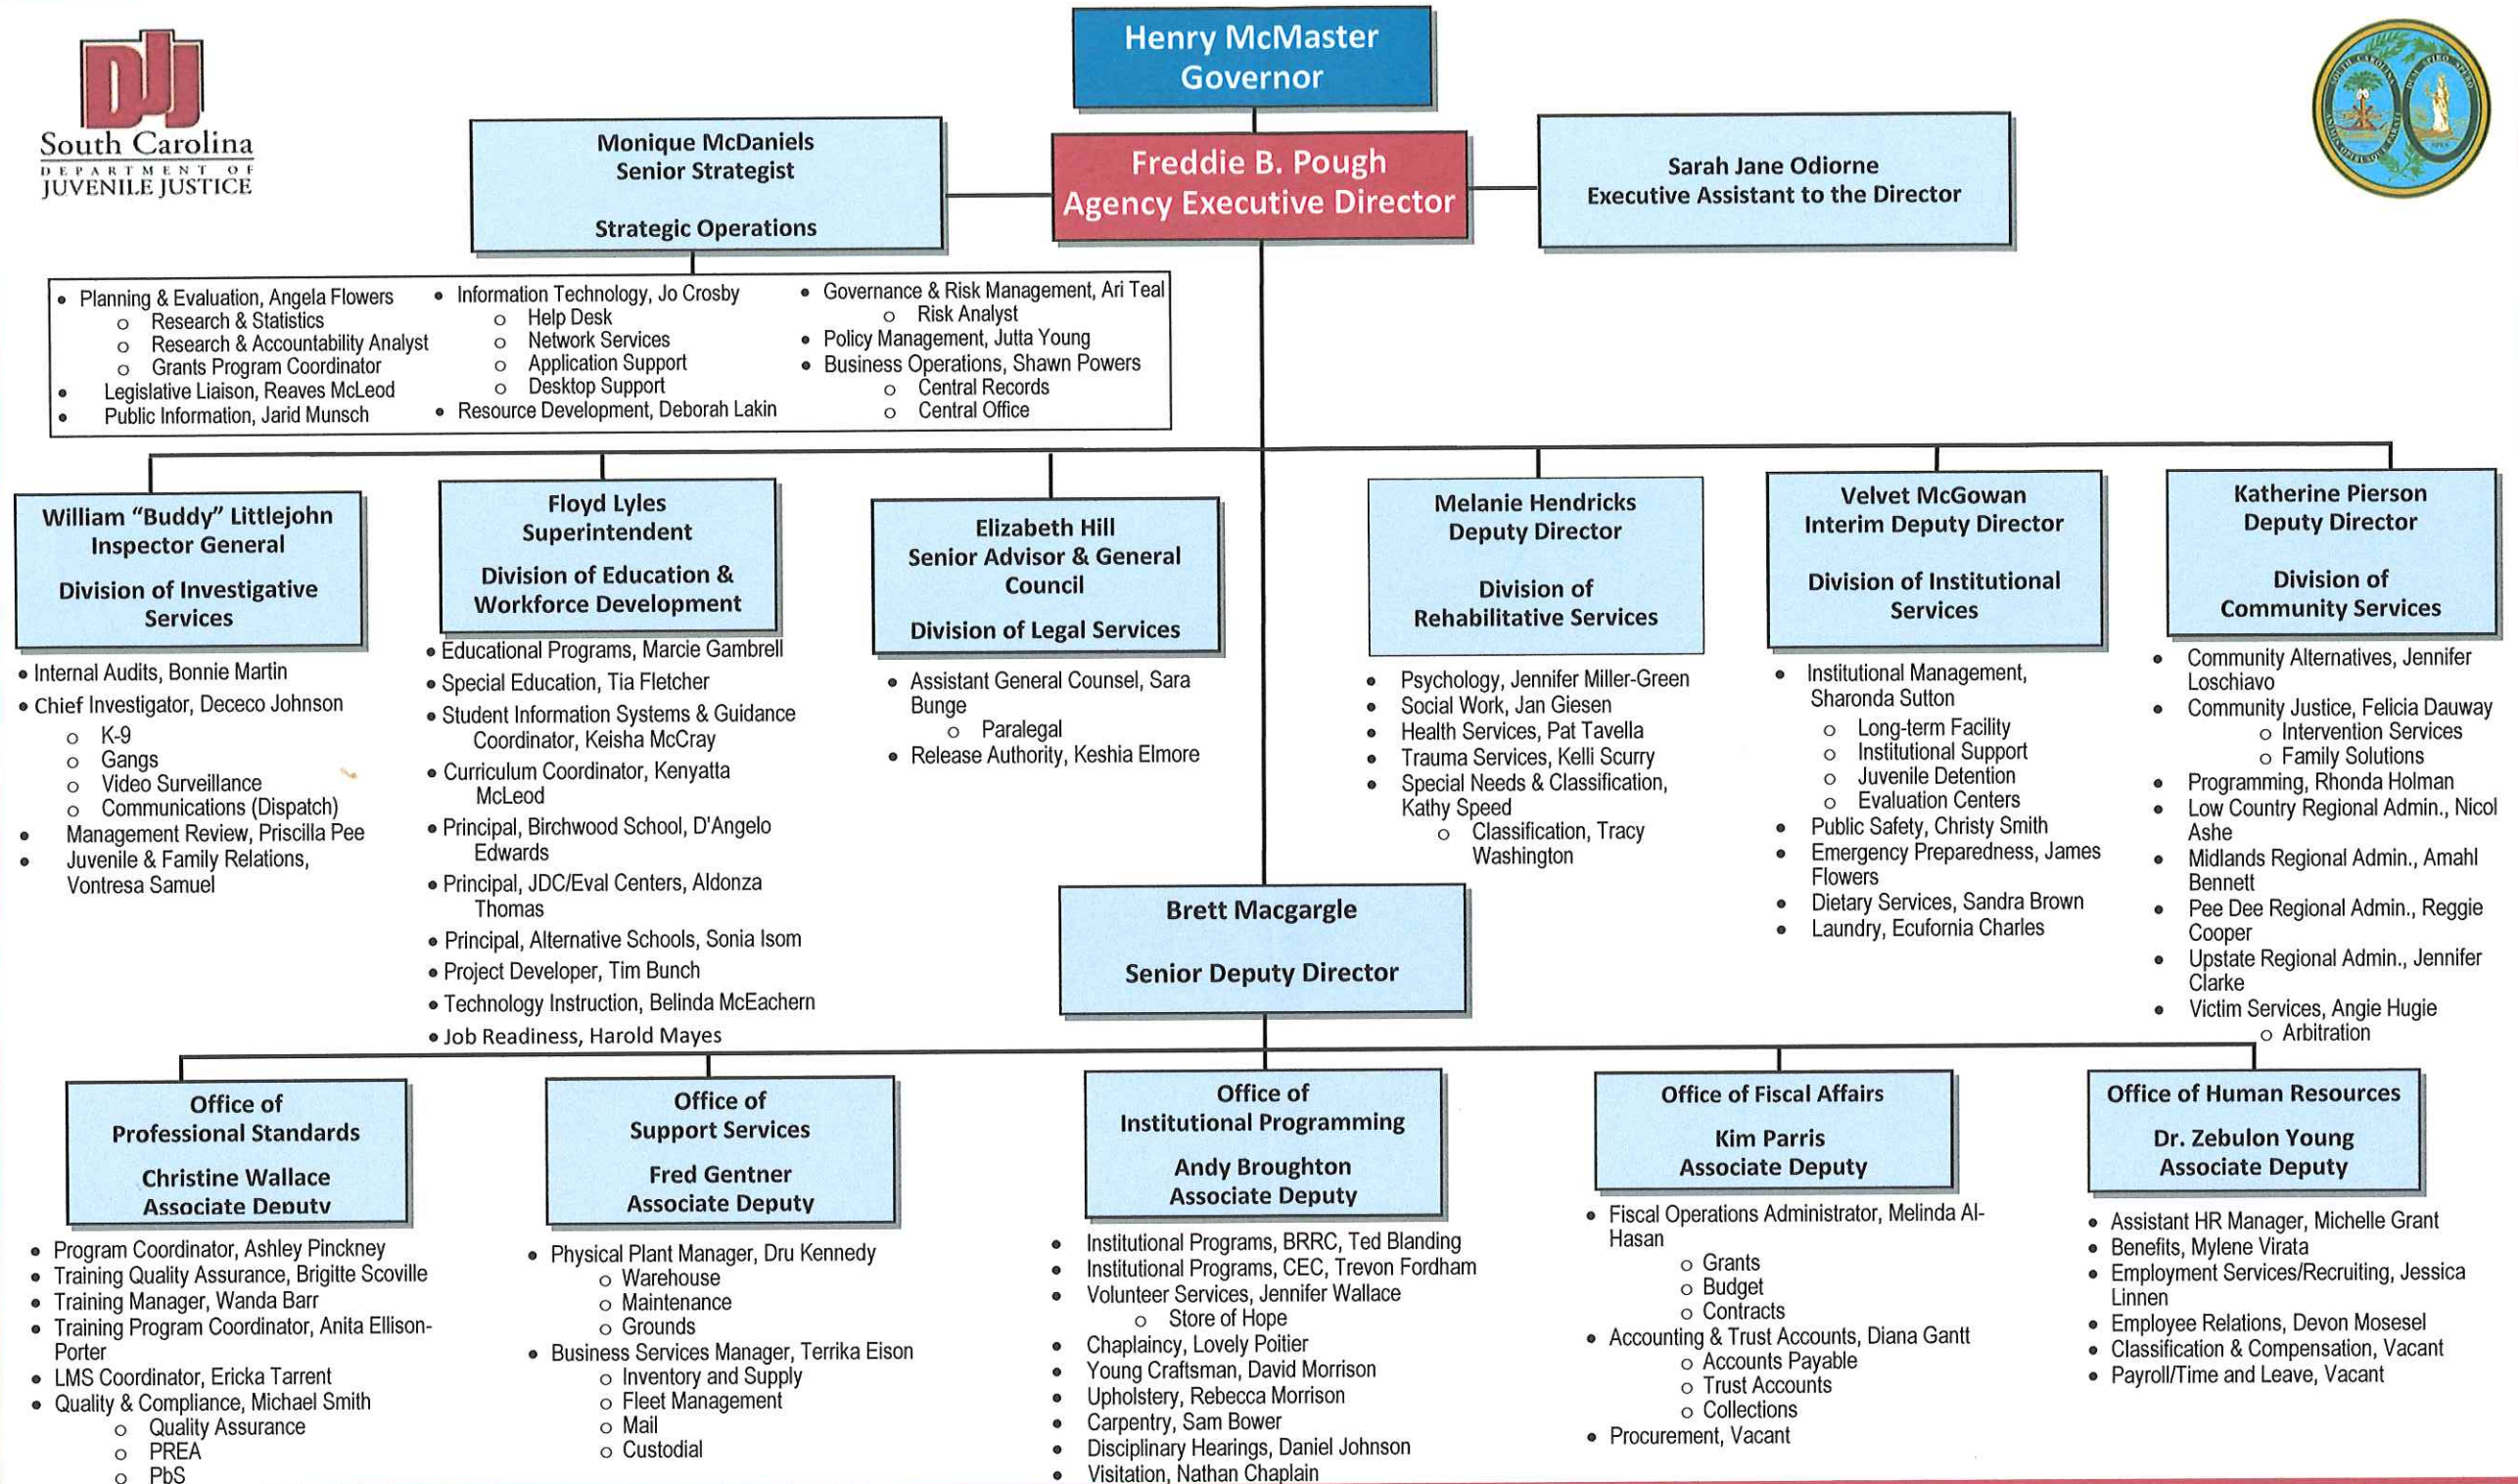 DJJ
South Carolina
DEPARTMENT OF
JUVENILE JUSTICE
Henry McMaster
Governor
Monique McDaniels
Senior Strategist
Strategic Operations
Freddie B. Pough
Agency Executive Director
Sarah Jane Odiorne
Executive Assistant to the Director
• Planning & Evaluation, Angela Flowers
o Research & Statistics
o Research & Accountability Analyst
o Grants Program Coordinator
• Legislative Liaison, Reaves McLeod
• Public Information, Jarid Munsch
• Information Technology, Jo Crosby
o Help Desk
o Network Services
o Application Support
o Desktop Support
• Resource Development, Deborah Lakin
• Governance & Risk Management, Ari Teal
o Risk Analyst
• Policy Management, Jutta Young
• Business Operations, Shawn Powers
o Central Records
o Central Office
William “Buddy” Littlejohn
Inspector General
Division of Investigative
Services
• Internal Audits, Bonnie Martin
• Chief Investigator, Dececo Johnson
o K-9
o Gangs
o Video Surveillance
o Communications (Dispatch)
• Management Review, Priscilla Pee
• Juvenile & Family Relations,
Vontresa Samuel
Floyd Lyles
Superintendent
Division of Education &
Workforce Development
• Educational Programs, Marcie Gambrell
• Special Education, Tia Fletcher
• Student Information Systems & Guidance
Coordinator, Keisha McCray
• Curriculum Coordinator, Kenyatta
McLeod
• Principal, Birchwood School, D'Angelo
Edwards
• Principal, JDC/Eval Centers, Aldonza
Thomas
• Principal, Alternative Schools, Sonia Isom
• Project Developer, Tim Bunch
• Technology Instruction, Belinda McEachern
• Job Readiness, Harold Mayes
Elizabeth Hill
Senior Advisor & General
Council
Division of Legal Services
• Assistant General Counsel, Sara
Bunge
o Paralegal
• Release Authority, Keshia Elmore
Melanie Hendricks
Deputy Director
Division of
Rehabilitative Services
• Psychology, Jennifer Miller-Green
• Social Work, Jan Giesen
• Health Services, Pat Tavella
• Trauma Services, Kelli Scurry
• Special Needs & Classification,
Kathy Speed
o Classification, Tracy
Washington
Velvet McGowan
Interim Deputy Director
Division of Institutional
Services
• Institutional Management,
Sharonda Sutton
o Long-term Facility
o Institutional Support
o Juvenile Detention
o Evaluation Centers
• Public Safety, Christy Smith
• Emergency Preparedness, James
Flowers
• Dietary Services, Sandra Brown
• Laundry, Ecufornia Charles
Katherine Pierson
Deputy Director
Division of
Community Services
• Community Alternatives, Jennifer
Loschiavo
• Community Justice, Felicia Dauway
o Intervention Services
o Family Solutions
• Programming, Rhonda Holman
• Low Country Regional Admin., Nicol
Ashe
• Midlands Regional Admin., Amahl
Bennett
• Pee Dee Regional Admin., Reggie
Cooper
• Upstate Regional Admin., Jennifer
Clarke
• Victim Services, Angie Hugie
o Arbitration
Brett Macgargle
Senior Deputy Director
Office of
Professional Standards
Christine Wallace
Associate Deputy
• Program Coordinator, Ashley Pinckney
• Training Quality Assurance, Brigitte Scoville
• Training Manager, Wanda Barr
• Training Program Coordinator, Anita Ellison-
Porter
• LMS Coordinator, Ericka Tarrent
• Quality & Compliance, Michael Smith
o Quality Assurance
o PREA
o PbS
Office of
Support Services
Fred Gentner
Associate Deputy
• Physical Plant Manager, Dru Kennedy
o Warehouse
o Maintenance
o Grounds
• Business Services Manager, Terrika Eison
o Inventory and Supply
o Fleet Management
o Mail
o Custodial
Office of
Institutional Programming
Andy Broughton
Associate Deputy
• Institutional Programs, BRRC, Ted Blanding
• Institutional Programs, CEC, Trevon Fordham
• Volunteer Services, Jennifer Wallace
o Store of Hope
• Chaplaincy, Lovely Poitier
• Young Craftsman, David Morrison
• Upholstery, Rebecca Morrison
• Carpentry, Sam Bower
• Disciplinary Hearings, Daniel Johnson
• Visitation, Nathan Chaplain
Office of Fiscal Affairs
Kim Parris
Associate Deputy
• Fiscal Operations Administrator, Melinda Al-
Hasan
o Grants
o Budget
o Contracts
• Accounting & Trust Accounts, Diana Gantt
o Accounts Payable
o Trust Accounts
o Collections
• Procurement, Vacant
Office of Human Resources
Dr. Zebulon Young
Associate Deputy
• Assistant HR Manager, Michelle Grant
• Benefits, Mylene Virata
• Employment Services/Recruiting, Jessica
Linnen
• Employee Relations, Devon Mosesel
• Classification & Compensation, Vacant
• Payroll/Time and Leave, Vacant